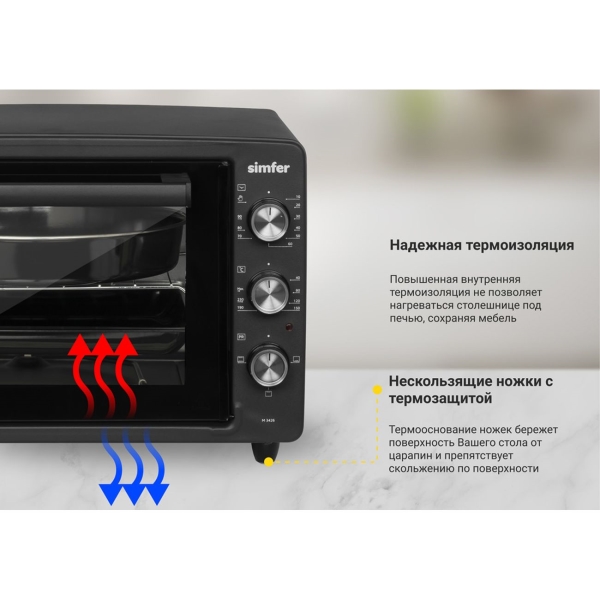 simfer
Надежная термоизоляция
Повышенная внутренняя
термоизоляция не позволяет
нагреваться столешнице под
печью, сохраняя мебель
Нескользящие ножки с
термозащитой
Термооснование ножек бережет
поверхность Вашего стола от
царапин и препятствует
скольжению по поверхности